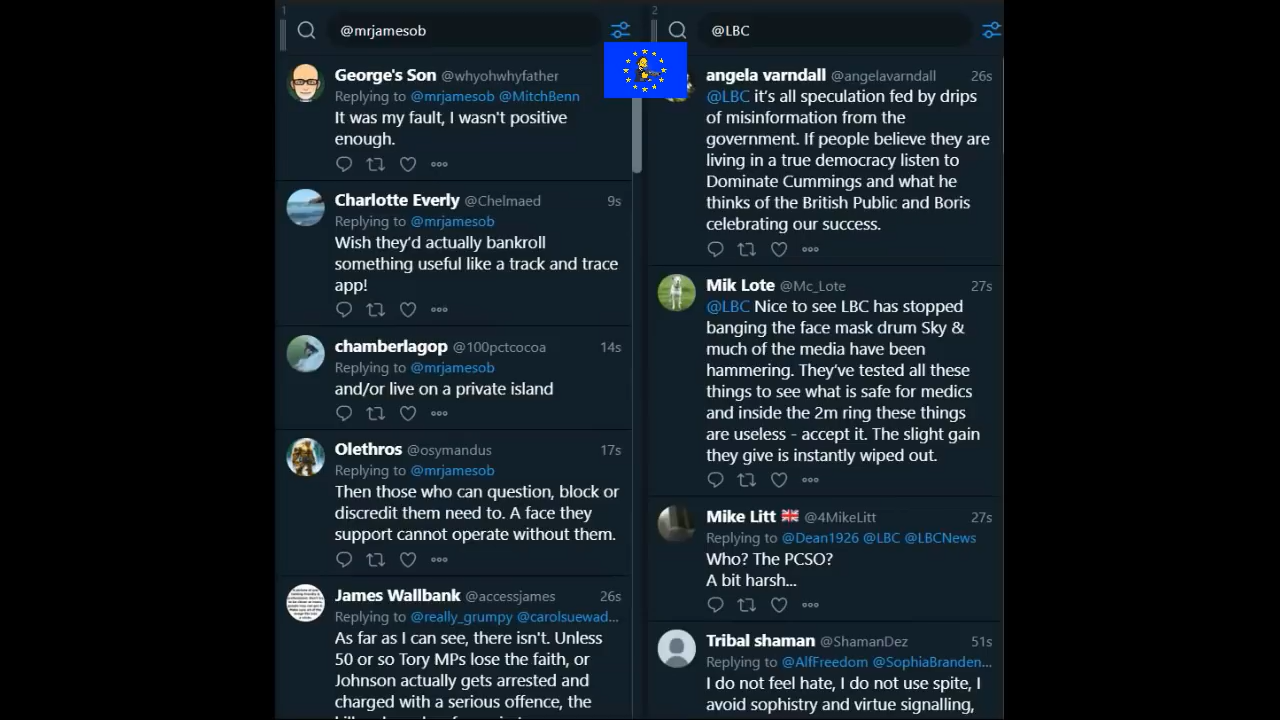 1
@mrjamesob
George's Son @whyohwhyfather
Replying to @mrjamesob @MitchBenn
It was my fault, I wasn't positive
enough.
Charlotte Everly @Chelmaed 9s
Replying to @mrjamesob
Wish they'd actually bankroll
something useful like a track and trace
app!
chamberlagop @100pctcocoa 14s
Replying to @mrjamesob
and/or live on a private island
Olethros @osymandus 17s
Replying to @mrjamesob
Then those who can question, block or
discredit them need to. A face they
support cannot operate without them.
James Wallbank @accessjames 26s
Replying to @really_grumpy @carolsuewad...
As far as I can see, there isn't. Unless
50 or so Tory MPs lose the faith, or
Johnson actually gets arrested and
charged with a serious offence, the
2
@LBC
angela varndall @angelavarndall 26s
@LBC it's all speculation fed by drips
of misinformation from the
government. If people believe they are
living in a true democracy listen to
Dominate Cummings and what he
thinks of the British Public and Boris
celebrating our success.
Mik Lote @Mc_Lote 27s
@LBC Nice to see LBC has stopped
banging the face mask drum Sky &
much of the media have been
hammering. They've tested all these
things to see what is safe for medics
and inside the 2m ring these things
are useless - accept it. The slight gain
they give is instantly wiped out.
Mike Litt @4MikeLitt 27s
Replying to @Dean1926 @LBC @LBCNews
Who? The PCSO?
A bit harsh...
Tribal shaman @ShamanDez 51s
Replying to @AlfFreedom @SophiaBranden...
I do not feel hate, I do not use spite, I
avoid sophistry and virtue signalling,